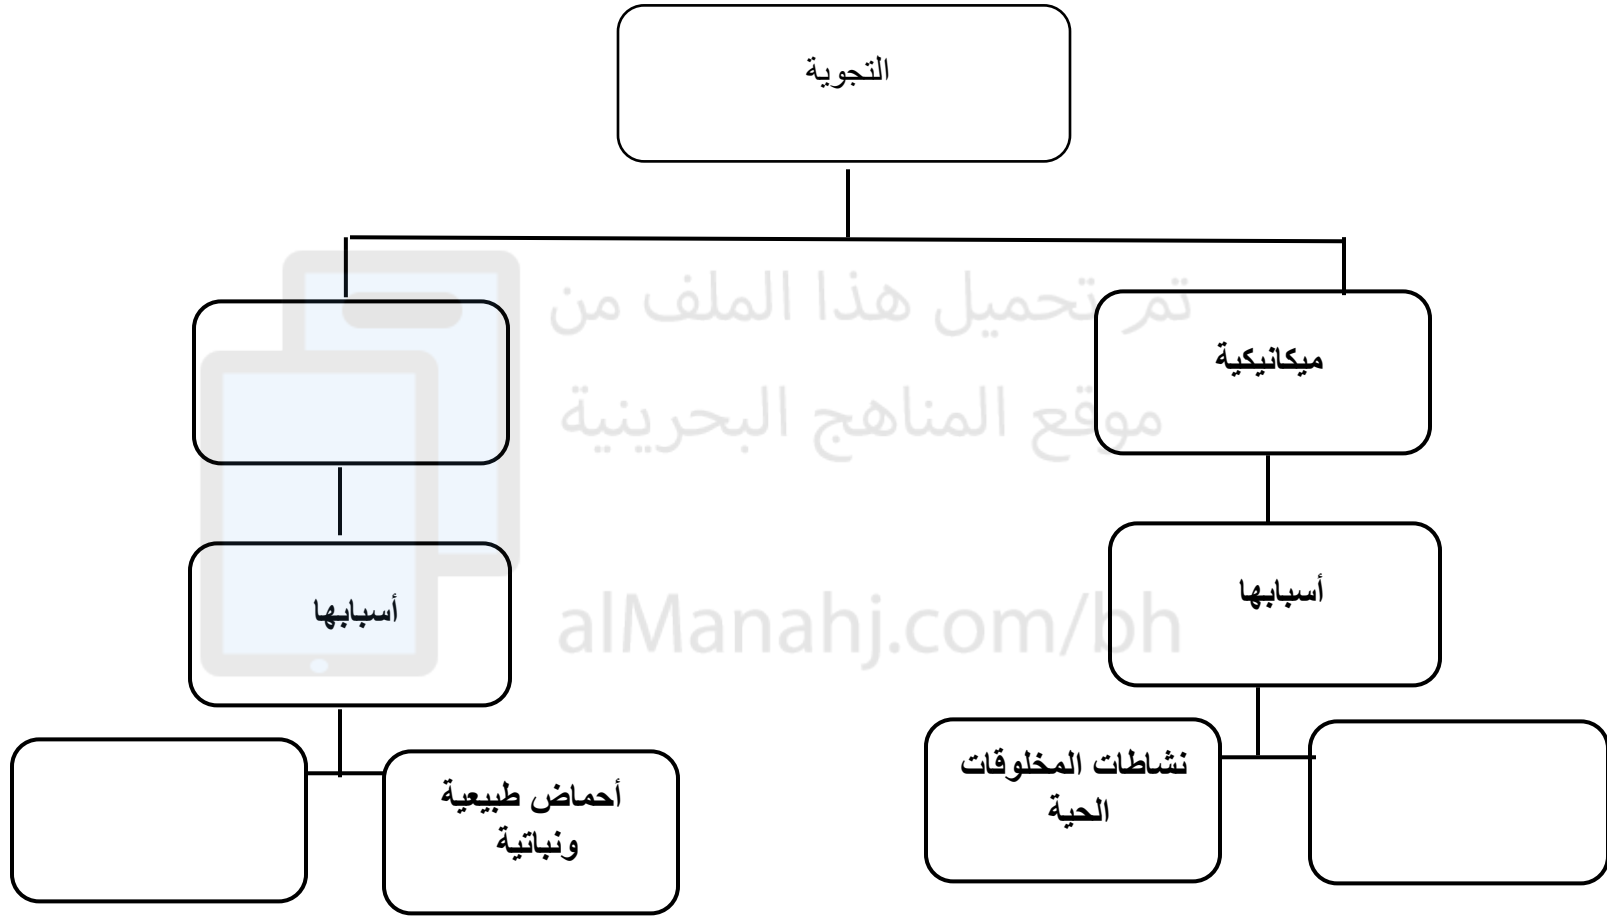 التجوية
تمر تحميل هذا الملف من
موقع المناهج البحرينية
ميكانيكية
أسبابها
أسبابها
alManahj.com/bh
نشاطات المخلوقات
الحية
أحماض طبيعية
ونباتية